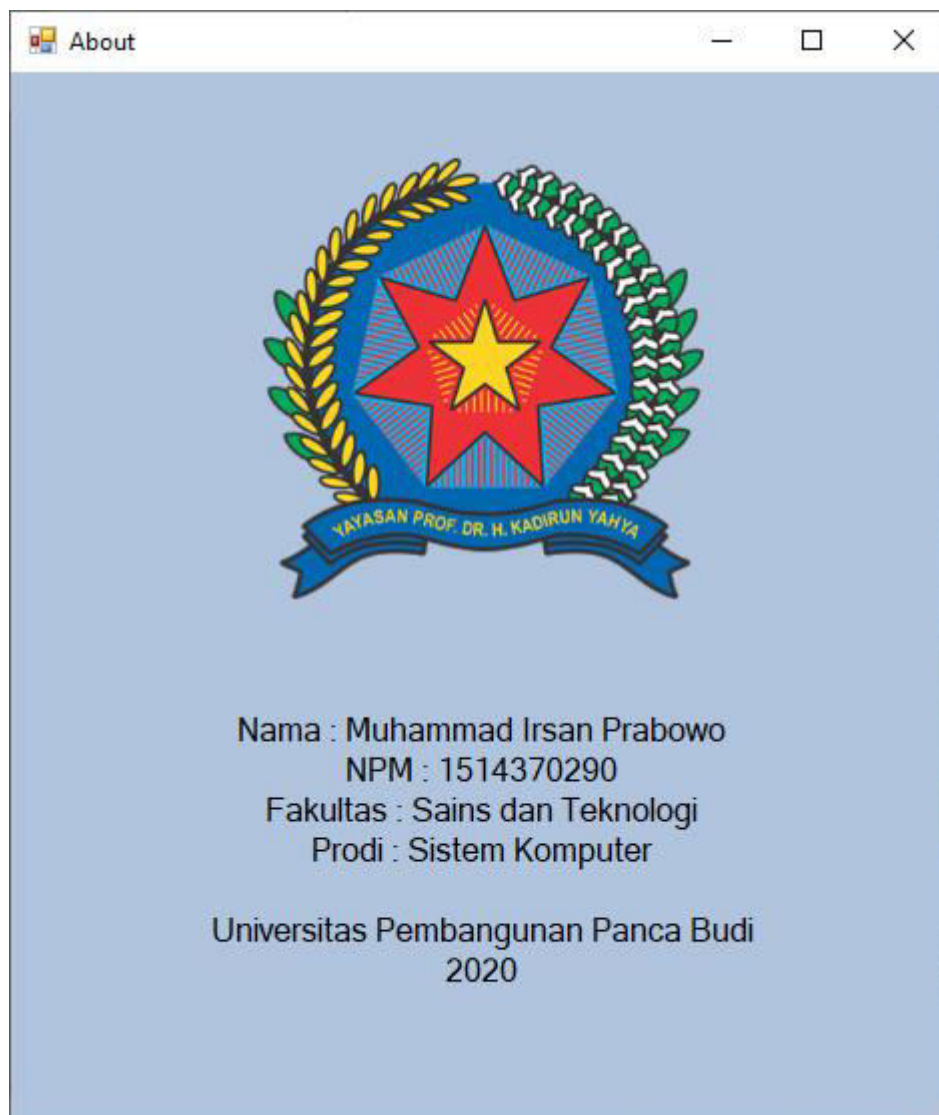 About
YAYASAN PROF. DR. H. KADIRUN YAHYA
Nama : Muhammad Irsan Prabowo
NPM : 1514370290
Fakultas : Sains dan Teknologi
Prodi : Sistem Komputer
Universitas Pembangunan Panca Budi
2020